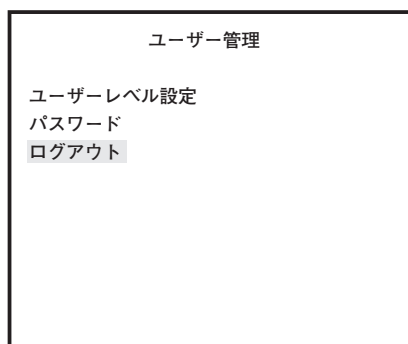 ユーザー管理
ユーザーレベル設定
パスワード
ログアウト